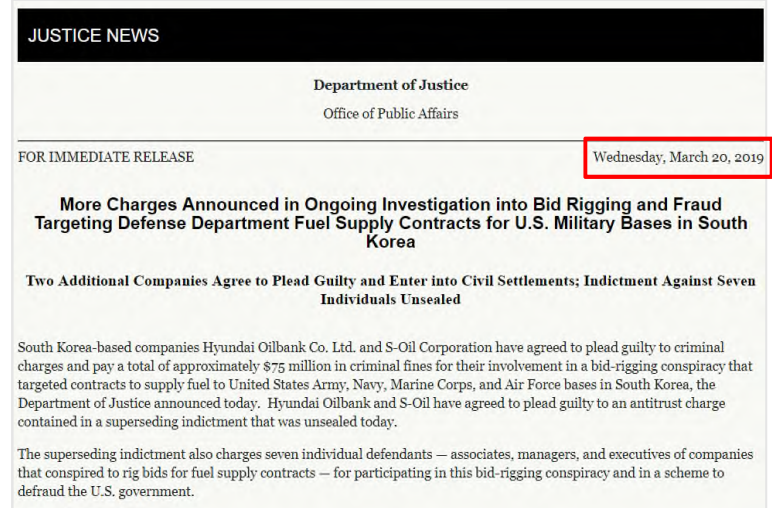 JUSTICE NEWS
Department of Justice
Office of Public Affairs
FOR IMMEDIATE RELEASE
Wednesday, March 20, 2019
More Charges Announced in Ongoing Investigation into Bid Rigging and Fraud
Targeting Defense Department Fuel Supply Contracts for U.S. Military Bases in South
Korea
Two Additional Companies Agree to Plead Guilty and Enter into Civil Settlements; Indictment Against Seven
Individuals Unsealed
South Korea-based companies Hyundai Oilbank Co. Ltd. and S-Oil Corporation have agreed to plead guilty to criminal
charges and pay a total of approximately $75 million in criminal fines for their involvement in a bid-rigging conspiracy that
targeted contracts to supply fuel to United States Army, Navy, Marine Corps, and Air Force bases in South Korea, the
Department of Justice announced today.  Hyundai Oilbank and S-Oil have agreed to plead guilty to an antitrust charge
contained in a superseding indictment that was unsealed today.
The superseding indictment also charges seven individual defendants — associates, managers, and executives of companies
that conspired to rig bids for fuel supply contracts — for participating in this bid-rigging conspiracy and in a scheme to
defraud the U.S. government.